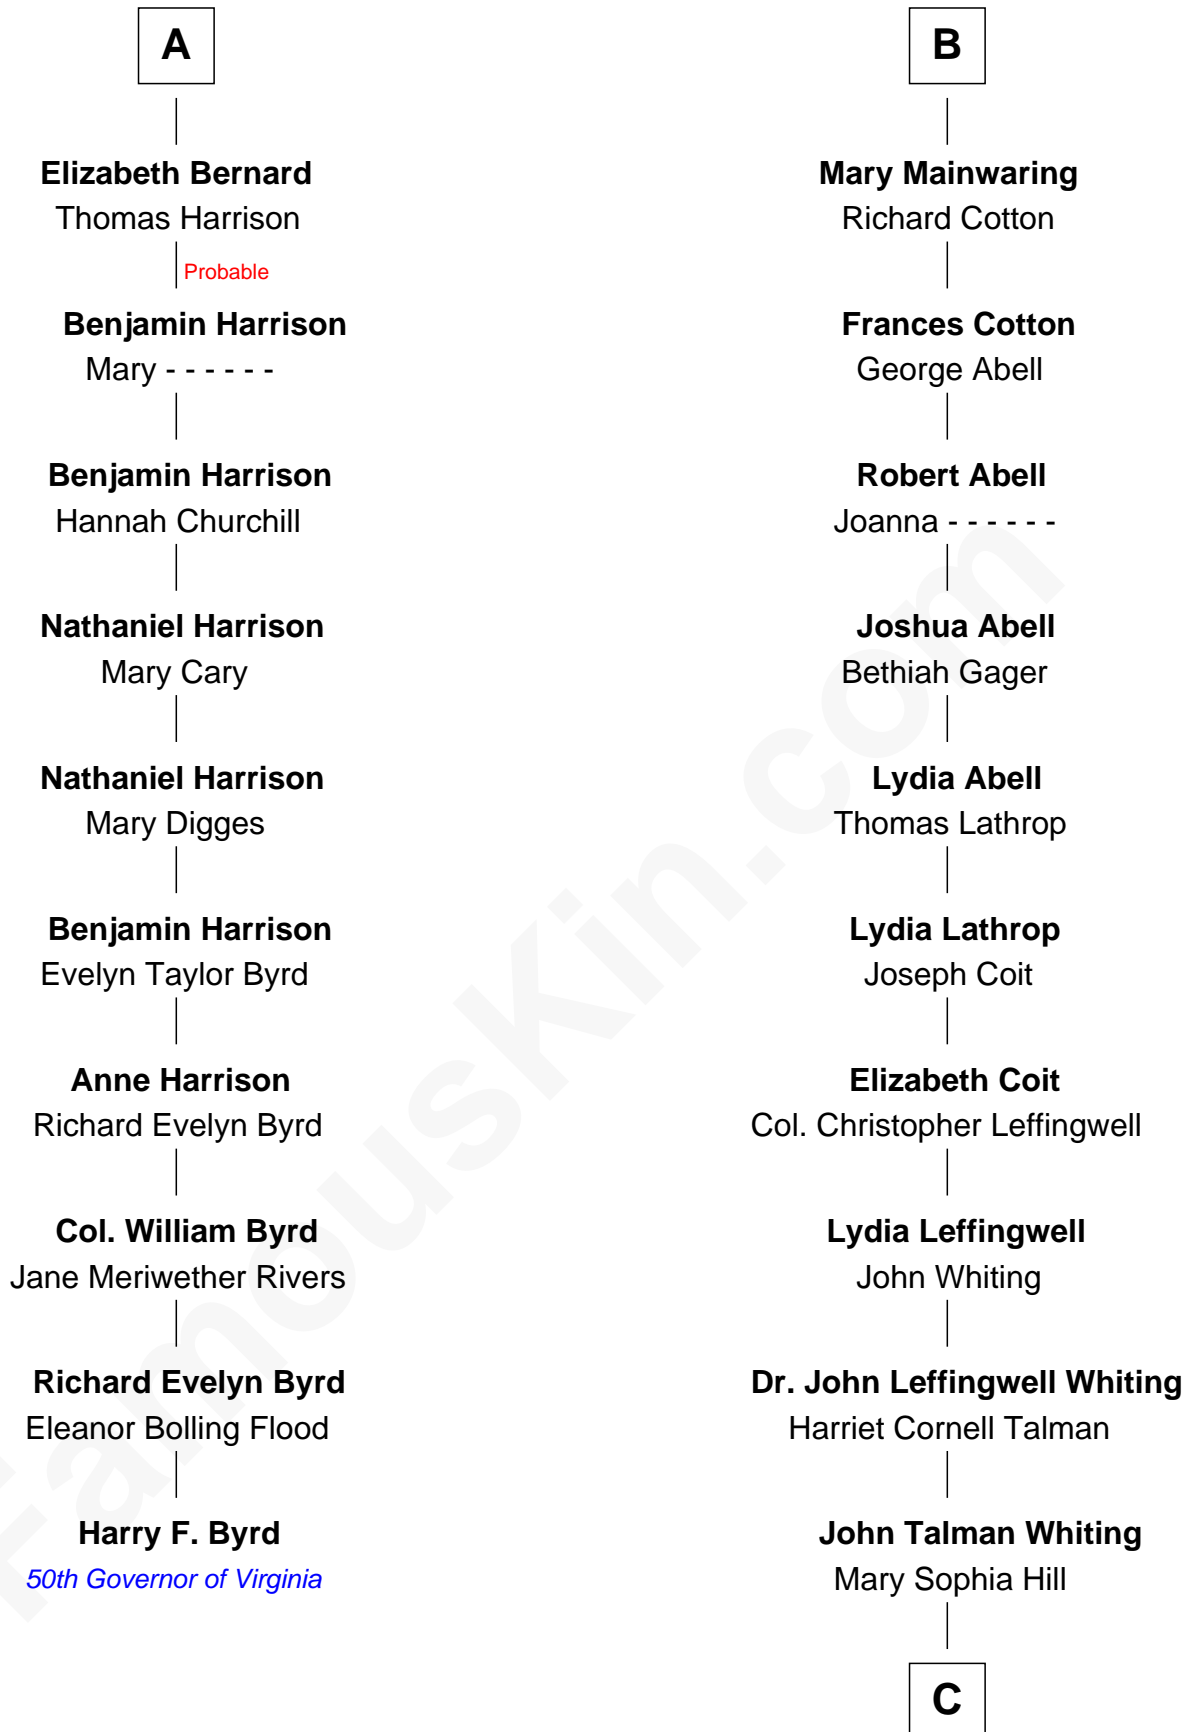 A
Elizabeth Bernard
Thomas Harrison
Probable
Benjamin Harrison
Mary - - - - - -
Benjamin Harrison
Hannah Churchill
Nathaniel Harrison
Mary Cary
Nathaniel Harrison
Mary Digges
Benjamin Harrison
Evelyn Taylor Byrd
Anne Harrison
Richard Evelyn Byrd
Col. William Byrd
Jane Meriwether Rivers
Richard Evelyn Byrd
Eleanor Bolling Flood
Harry F. Byrd
50th Governor of Virginia
B
Mary Mainwaring
Richard Cotton
Frances Cotton
George Abell
Robert Abell
Joanna - - - - - -
Joshua Abell
Bethiah Gager
Lydia Abell
Thomas Lathrop
Lydia Lathrop
Joseph Coit
Elizabeth Coit
Col. Christopher Leffingwell
Lydia Leffingwell
John Whiting
Dr. John Leffingwell Whiting
Harriet Cornell Talman
John Talman Whiting
Mary Sophia Hill
C
FamousKin.com